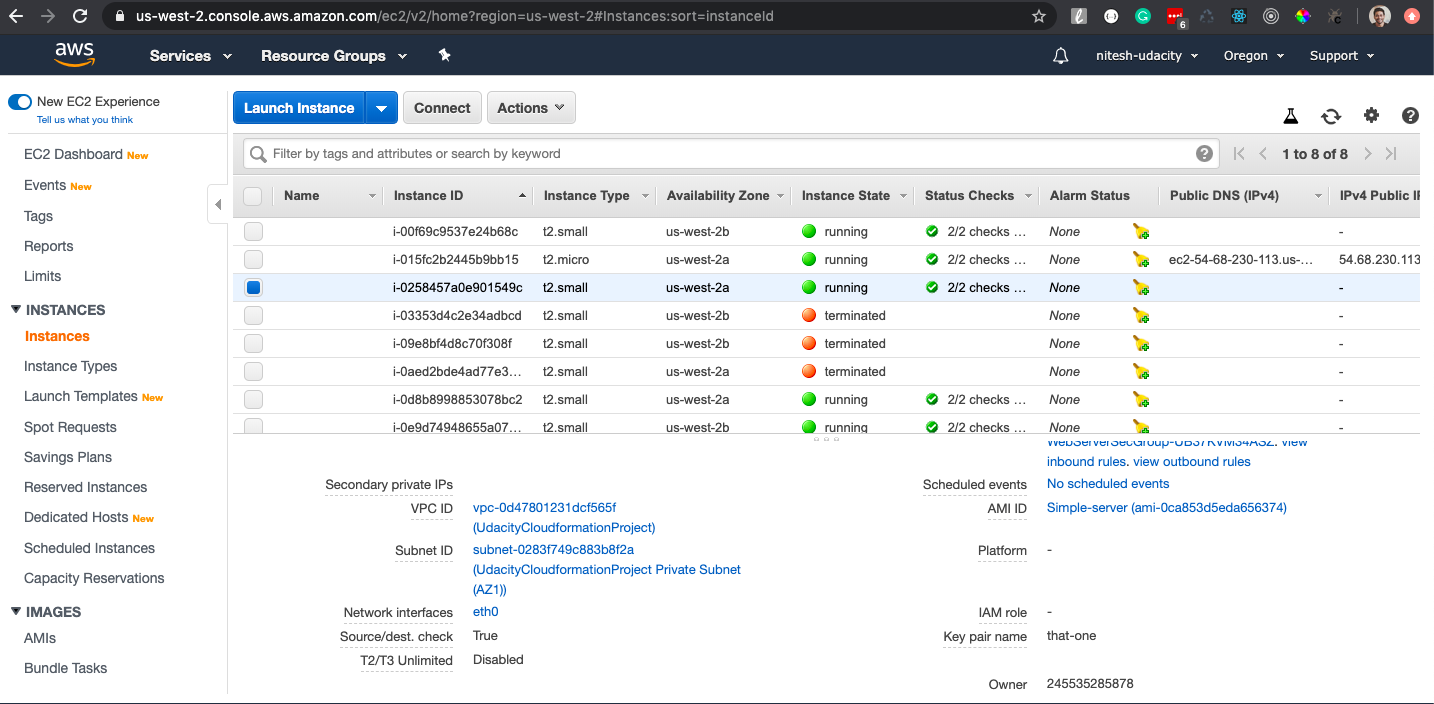 us-west-2.console.aws.amazon.com/ec2/v2/home?region=us-west-2#Instances:sort=instanceId
6
aws Services Resource Groups nitesh-udacity Oregon Support
New EC2 Experience
Tell us what you think
Launch Instance Connect Actions
Filter by tags and attributes or search by keyword 1 to 8 of 8
EC2 Dashboard New
Events New
Tags
Reports
Limits
INSTANCES
Instances
Instance Types
Launch Templates New
Spot Requests
Savings Plans
Reserved Instances
Dedicated Hosts New
Scheduled Instances
Capacity Reservations
IMAGES
AMIs
Bundle Tasks
Name Instance ID Instance Type Availability Zone Instance State Status Checks Alarm Status Public DNS (IPv4) IPv4 Public IP
i-00f69c9537e24b68c t2.small us-west-2b running 2/2 checks ... None -
i-015fc2b2445b9bb15 t2.micro us-west-2a running 2/2 checks ... None ec2-54-68-230-113.us-... 54.68.230.113
i-0258457a0e901549c t2.small us-west-2a running 2/2 checks ... None -
i-03353d4c2e34adbcd t2.small us-west-2b terminated None -
i-09e8bf4d8c70f308f t2.small us-west-2b terminated None -
i-0aed2bde4ad77e3... t2.small us-west-2a terminated None -
i-0d8b8998853078bc2 t2.small us-west-2a running 2/2 checks ... None -
i-0e9d74948655a07... t2.small us-west-2b running 2/2 checks ... None -
WebServerSecGroup-UB37KVM34ASZ. view
inbound rules. view outbound rules
Secondary private IPs
Scheduled events No scheduled events
VPC ID vpc-0d47801231dcf565f
(UdacityCloudformationProject)
AMI ID Simple-server (ami-0ca853d5eda656374)
Subnet ID subnet-0283f749c883b8f2a
(UdacityCloudformationProject Private Subnet
(AZ1))
Platform -
Network interfaces eth0
IAM role -
Source/dest. check True
Key pair name that-one
T2/T3 Unlimited Disabled
Owner 245535285878